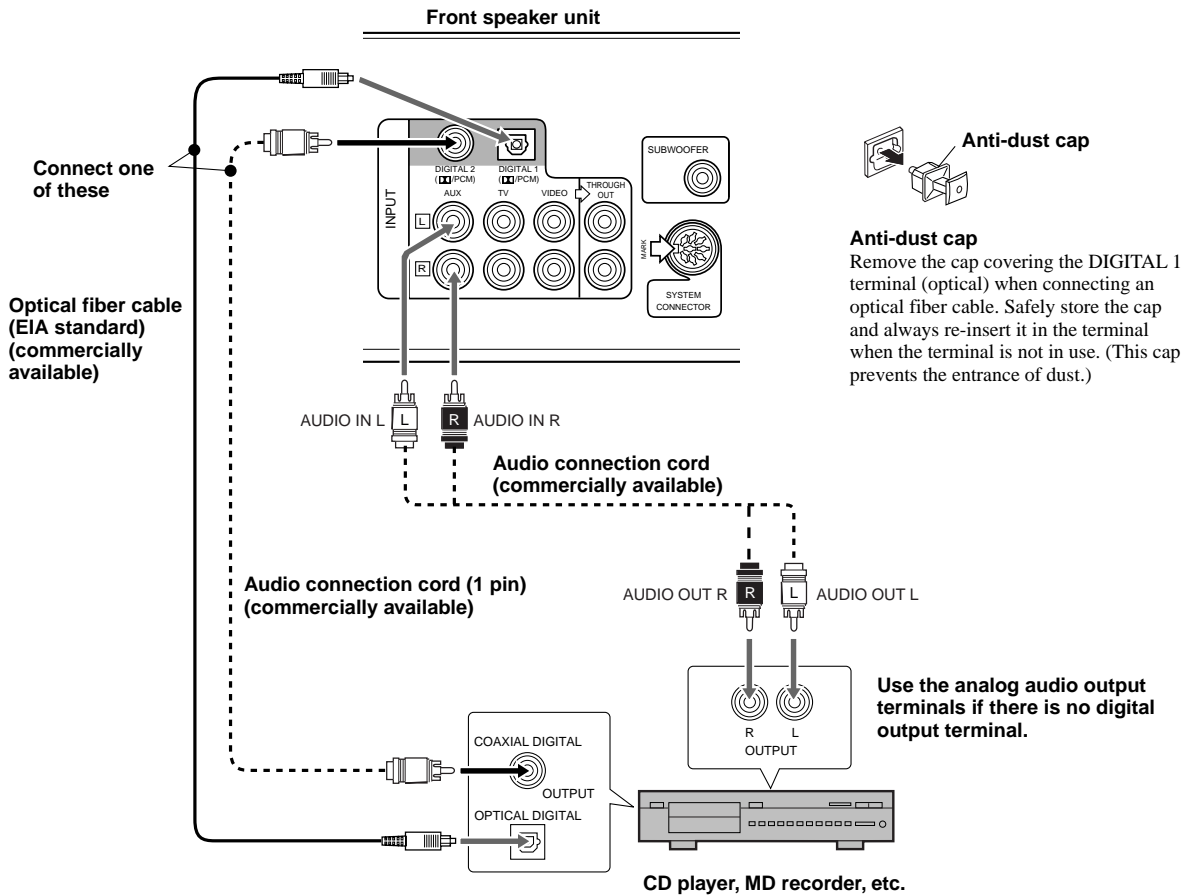 Front speaker unit
Connect one
of these
INPUT
DIGITAL 2
(DD/PCM)
DIGITAL 1
(DD/PCM)
AUX
TV
VIDEO
THROUGH
OUT
L
R
SUBWOOFER
MARK
SYSTEM
CONNECTOR
Anti-dust cap
Anti-dust cap
Remove the cap covering the DIGITAL 1
terminal (optical) when connecting an
optical fiber cable. Safely store the cap
and always re-insert it in the terminal
when the terminal is not in use. (This cap
prevents the entrance of dust.)
Optical fiber cable
(EIA standard)
(commercially
available)
AUDIO IN L
L
R
AUDIO IN R
Audio connection cord
(commercially available)
Audio connection cord (1 pin)
(commercially available)
AUDIO OUT R
R
L
AUDIO OUT L
R
L
OUTPUT
Use the analog audio output
terminals if there is no digital
output terminal.
COAXIAL DIGITAL
OUTPUT
OPTICAL DIGITAL
CD player, MD recorder, etc.